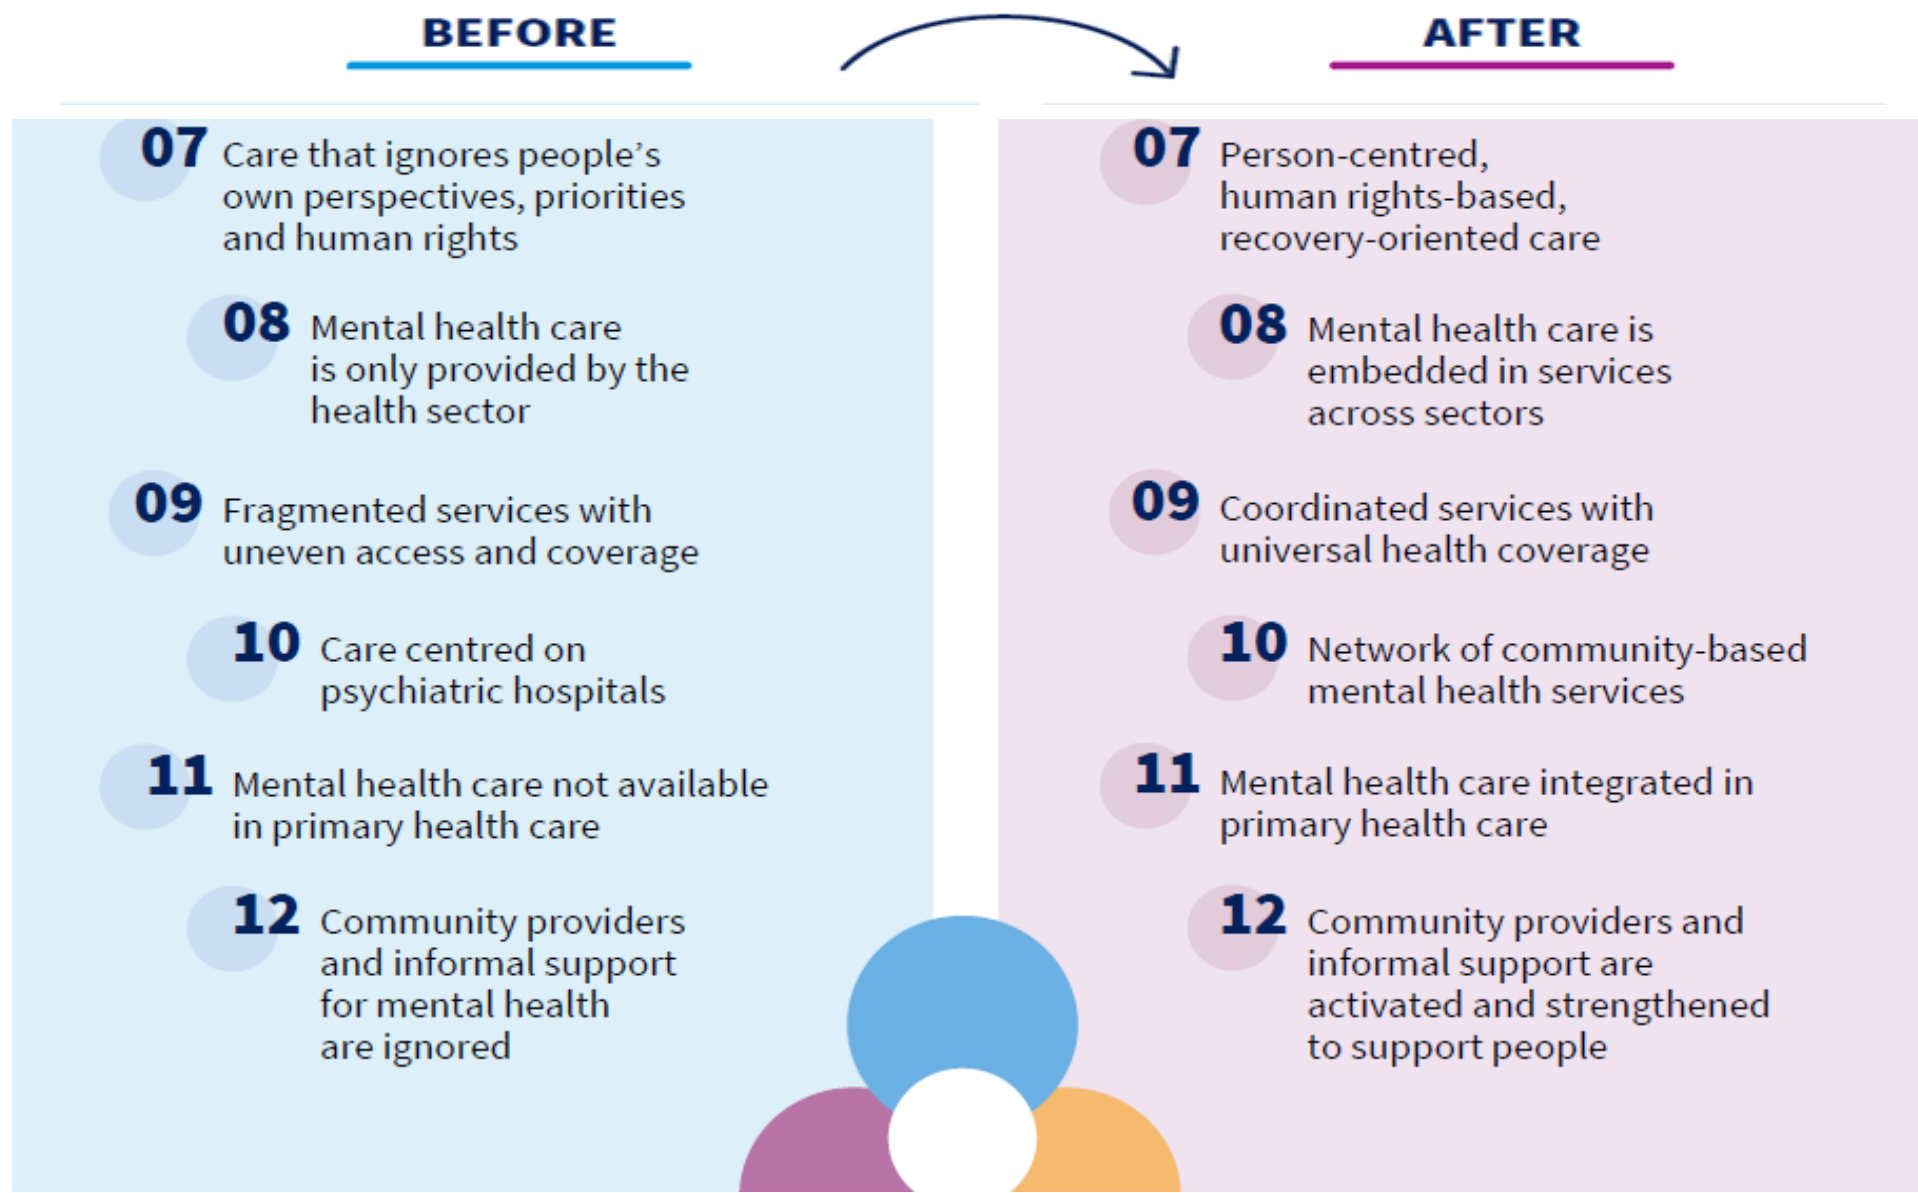 BEFORE
AFTER
07 Care that ignores people's
own perspectives, priorities
and human rights
08 Mental health care
is only provided by the
health sector
09 Fragmented services with
uneven access and coverage
10 Care centred on
psychiatric hospitals
11 Mental health care not available
in primary health care
12 Community providers
and informal support
for mental health
are ignored
07 Person-centred,
human rights-based,
recovery-oriented care
08 Mental health care is
embedded in services
across sectors
09 Coordinated services with
universal health coverage
10 Network of community-based
mental health services
11 Mental health care integrated in
primary health care
12 Community providers and
informal support are
activated and strengthened
to support people